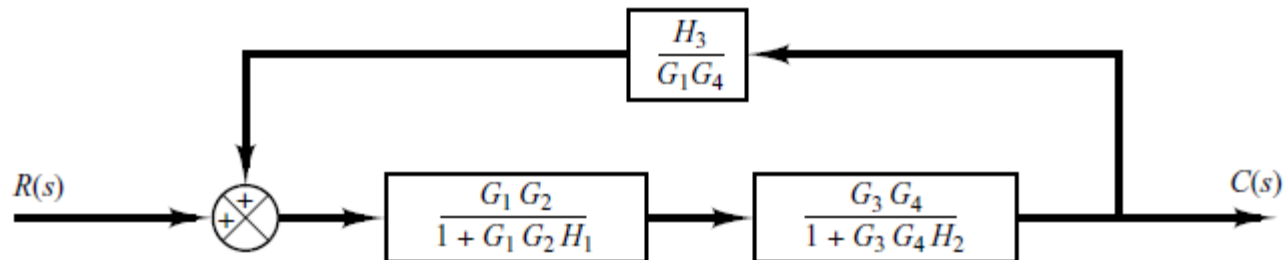 H₃
G₁G₄
R(s)
+
+
G₁ G₂
1 + G₁ G₂ H₁
G₃ G₄
1 + G₃ G₄ H₂
C(s)